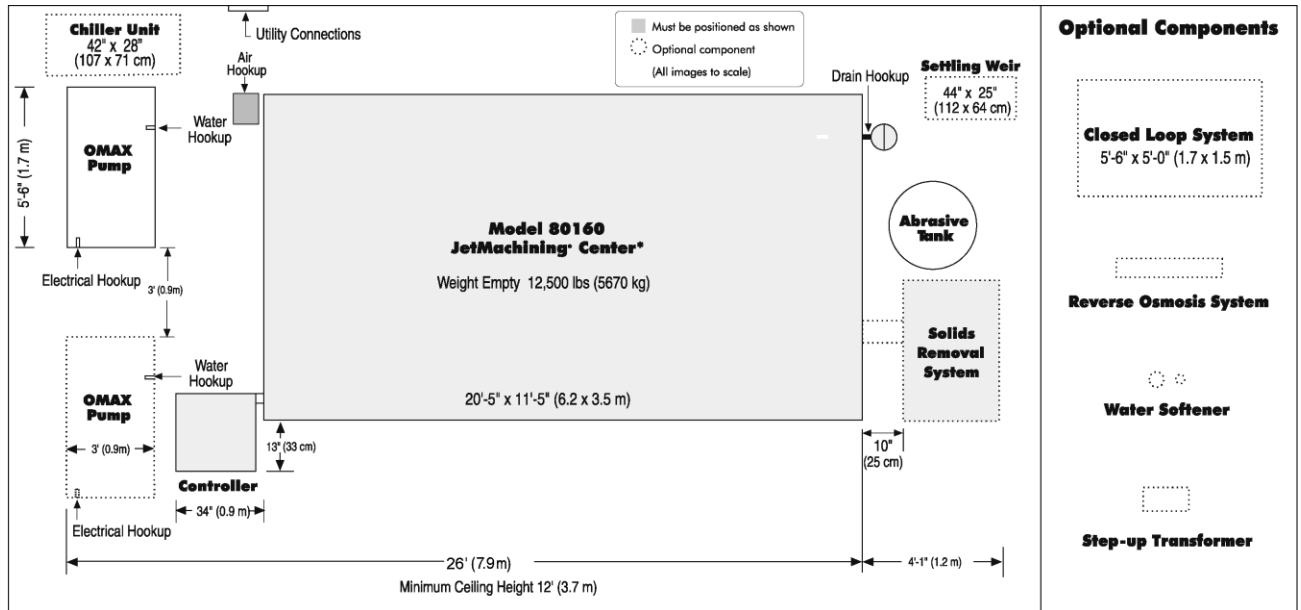 Chiller Unit
42" x 28"
(107 x 71 cm)
Utility Connections
Air
Hookup
Must be positioned as shown
Optional component
(All images to scale)
Drain Hookup
Settling Weir
44" x 25"
(112 x 64 cm)
Water
Hookup
OMAX
Pump
5'-6" (1.7 m)
Electrical Hookup
3' (0.9m)
Model 80160
JetMachining· Center*
Weight Empty 12,500 lbs (5670 kg)
20'-5" x 11'-5" (6.2 x 3.5 m)
Abrasive
Tank
Solids
Removal
System
Water
Hookup
OMAX
Pump
3' (0.9m)
Electrical Hookup
Controller
34" (0.9 m)
13" (33 cm)
10"
(25 cm)
26' (7.9 m)
4'-1" (1.2 m)
Minimum Ceiling Height 12' (3.7 m)
Optional Components
Closed Loop System
5'-6" x 5'-0" (1.7 x 1.5 m)
Reverse Osmosis System
Water Softener
Step-up Transformer